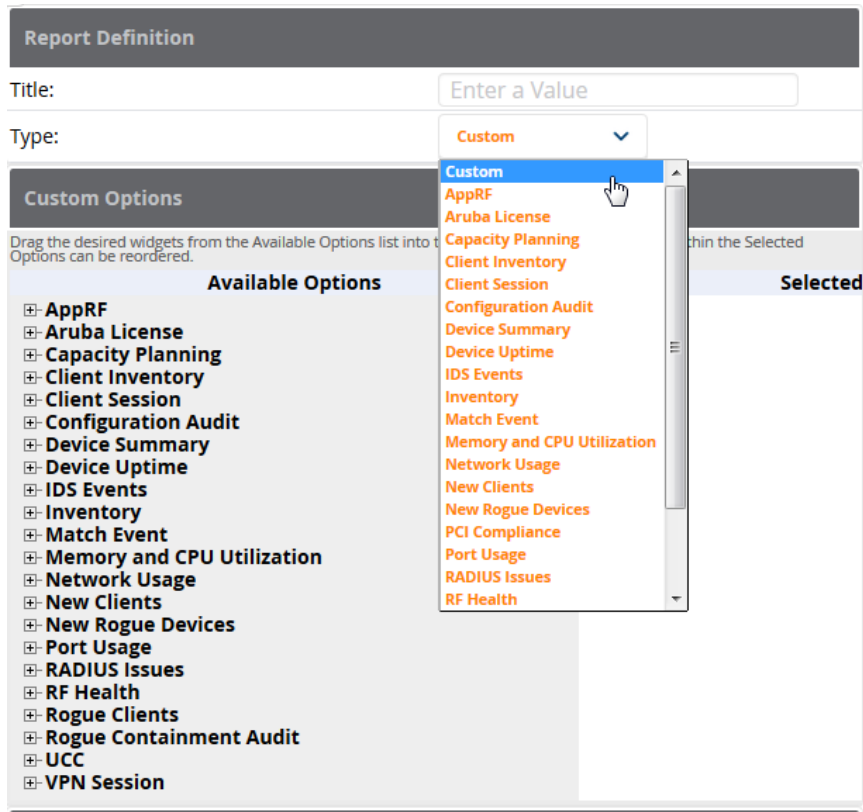 Report Definition
Title:
Enter a Value
Type:
Custom
Custom
AppRF
Aruba License
Capacity Planning
Client Inventory
Client Session
Configuration Audit
Device Summary
Device Uptime
IDS Events
Inventory
Match Event
Memory and CPU Utilization
Network Usage
New Clients
New Rogue Devices
PCI Compliance
Port Usage
RADIUS Issues
RF Health
Custom Options
Drag the desired widgets from the Available Options list into
within the Selected
Options can be reordered.
Available Options
Selected
AppRF
Aruba License
Capacity Planning
Client Inventory
Client Session
Configuration Audit
Device Summary
Device Uptime
IDS Events
Inventory
Match Event
Memory and CPU Utilization
Network Usage
New Clients
New Rogue Devices
Port Usage
RADIUS Issues
RF Health
Rogue Clients
Rogue Containment Audit
UCC
VPN Session